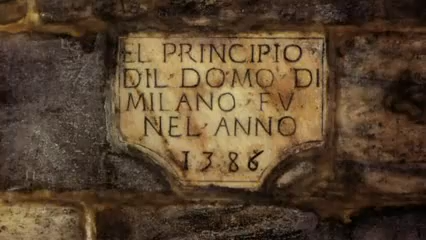 EL PRINCIPIO
DIL·DOMO·DI
MILANO·FV·
NEL·ANNO
1386